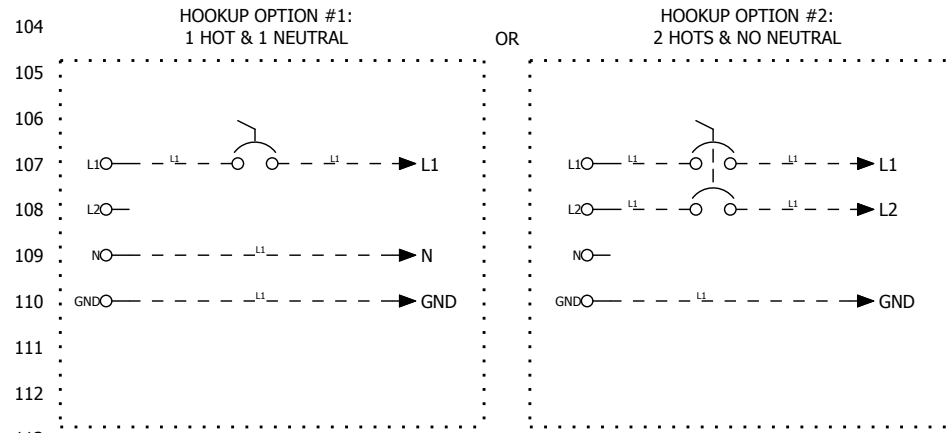 HOOKUP OPTION #1:
1 HOT & 1 NEUTRAL
OR
HOOKUP OPTION #2:
2 HOTS & NO NEUTRAL
104
105
106
107
108
109
110
111
112
L1 L1 L1 L1
L2
N L1 N
GND L1 GND
L1 L1 L1 L1
L2 L1 L1 L2
N
GND L1 GND